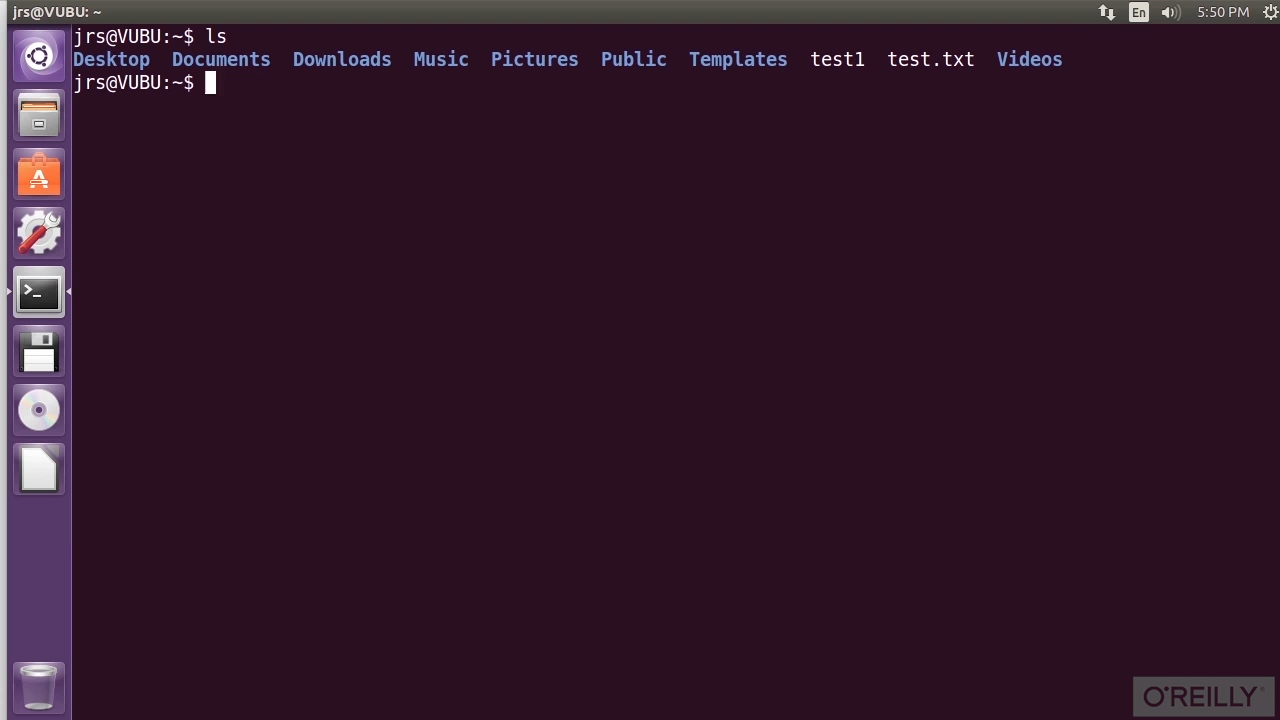 jrs@VUBU: ~
En
5:50 PM
jrs@VUBU:~$ ls
Desktop Documents Downloads Music Pictures Public Templates test1 test.txt Videos
jrs@VUBU:~$
O'REILLY®